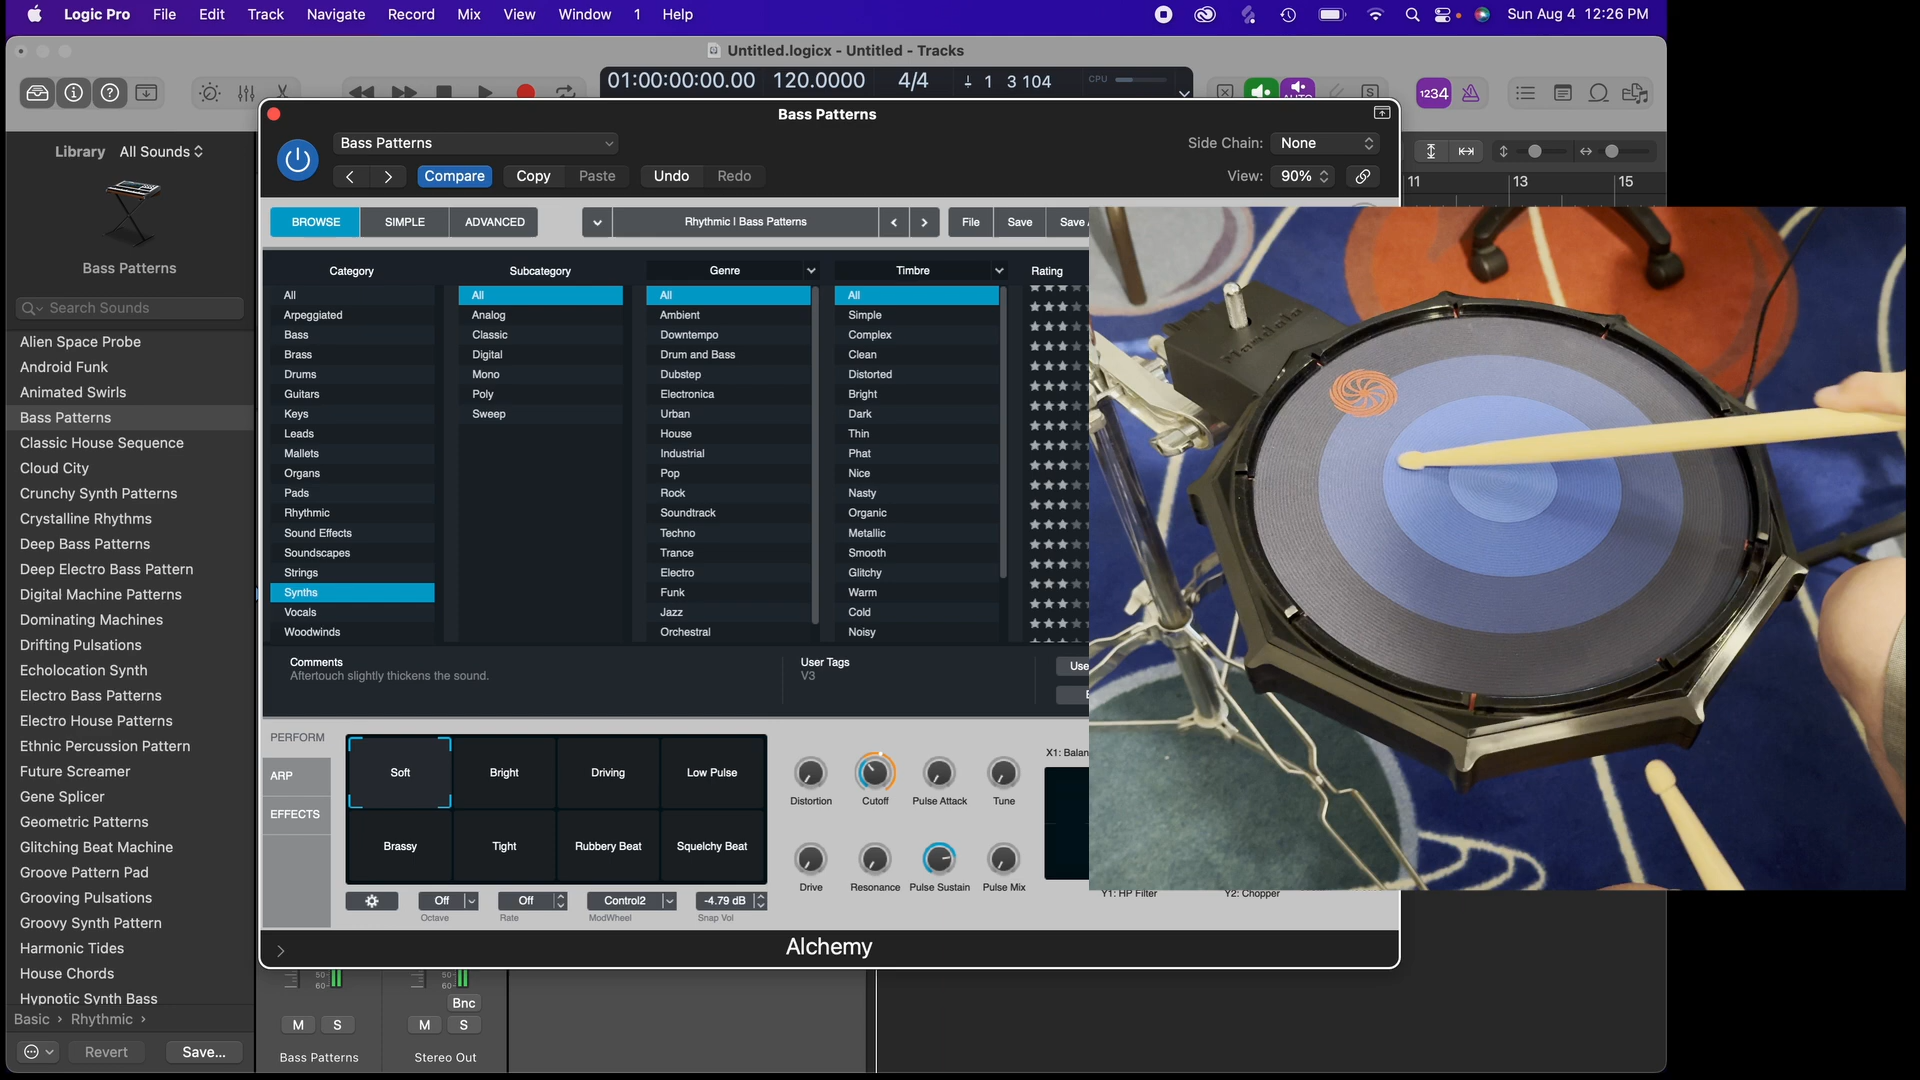 Logic Pro File Edit Track Navigate Record Mix View Window 1 Help Sun Aug 4 12:26 PM
Untitled.logicx - Untitled - Tracks
01:00:00:00.00 120.0000 4/4 1 3 104 CPU
1234
Bass Patterns
Library All Sounds
Bass Patterns
Side Chain: None
Compare Copy Paste Undo Redo
View: 90%
11 13 15
BROWSE SIMPLE ADVANCED Rhythmic | Bass Patterns File Save Save
Bass Patterns
Search Sounds
Alien Space Probe
Android Funk
Animated Swirls
Bass Patterns
Classic House Sequence
Cloud City
Crunchy Synth Patterns
Crystalline Rhythms
Deep Bass Patterns
Deep Electro Bass Pattern
Digital Machine Patterns
Dominating Machines
Drifting Pulsations
Echolocation Synth
Electro Bass Patterns
Electro House Patterns
Ethnic Percussion Pattern
Future Screamer
Gene Splicer
Geometric Patterns
Glitching Beat Machine
Groove Pattern Pad
Grooving Pulsations
Groovy Synth Pattern
Harmonic Tides
House Chords
Hypnotic Synth Bass
Basic > Rhythmic >
Revert Save...
Category
All
Arpeggiated
Bass
Brass
Drums
Guitars
Keys
Leads
Mallets
Organs
Pads
Rhythmic
Sound Effects
Soundscapes
Strings
Synths
Vocals
Woodwinds
Subcategory
All
Analog
Classic
Digital
Mono
Poly
Sweep
Genre
All
Ambient
Downtempo
Drum and Bass
Dubstep
Electronica
Urban
House
Industrial
Pop
Rock
Soundtrack
Techno
Trance
Electro
Funk
Jazz
Orchestral
Timbre
All
Simple
Complex
Clean
Distorted
Bright
Dark
Thin
Phat
Nice
Nasty
Organic
Metallic
Smooth
Glitchy
Warm
Cold
Noisy
Rating
Comments
Aftertouch slightly thickens the sound.
User Tags
V3
Use
PERFORM
ARP
EFFECTS
Soft Bright Driving Low Pulse
Brassy Tight Rubbery Beat Squelchy Beat
Off Off Control2 -4.79 dB
Octave Rate ModWheel Snap Vol
Distortion Cutoff Pulse Attack Tune
Drive Resonance Pulse Sustain Pulse Mix
X1: Balan
Y1: HP Filter Y2: Chopper
Alchemy
50 60 50 60
Bnc
M S M S
Bass Patterns Stereo Out
Mandala